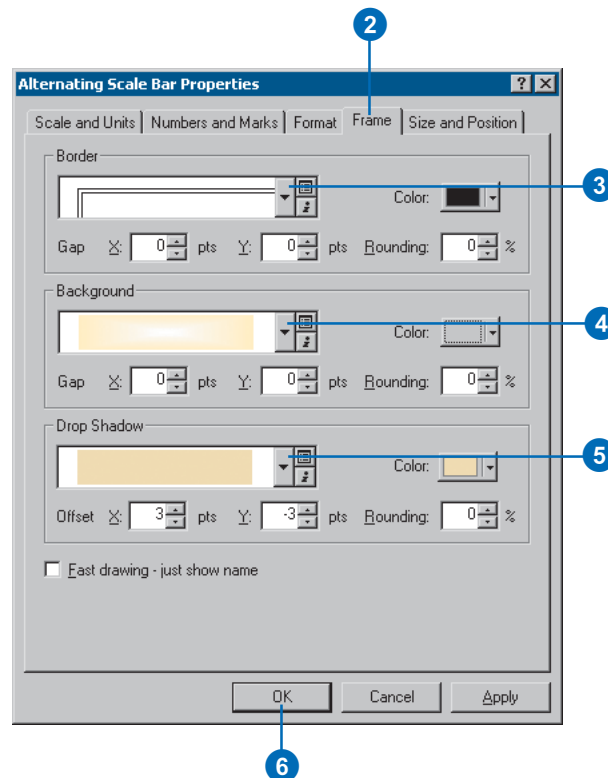 2
Alternating Scale Bar Properties ? ×
Scale and Units Numbers and Marks Format Frame Size and Position
Border
3
Color:
Gap X: 0 pts Y: 0 pts Rounding: 0 %
Background
4
Color:
Gap X: 0 pts Y: 0 pts Rounding: 0 %
Drop Shadow
5
Color:
Offset X: 3 pts Y: -3 pts Rounding: 0 %
Fast drawing - just show name
OK Cancel Apply
6